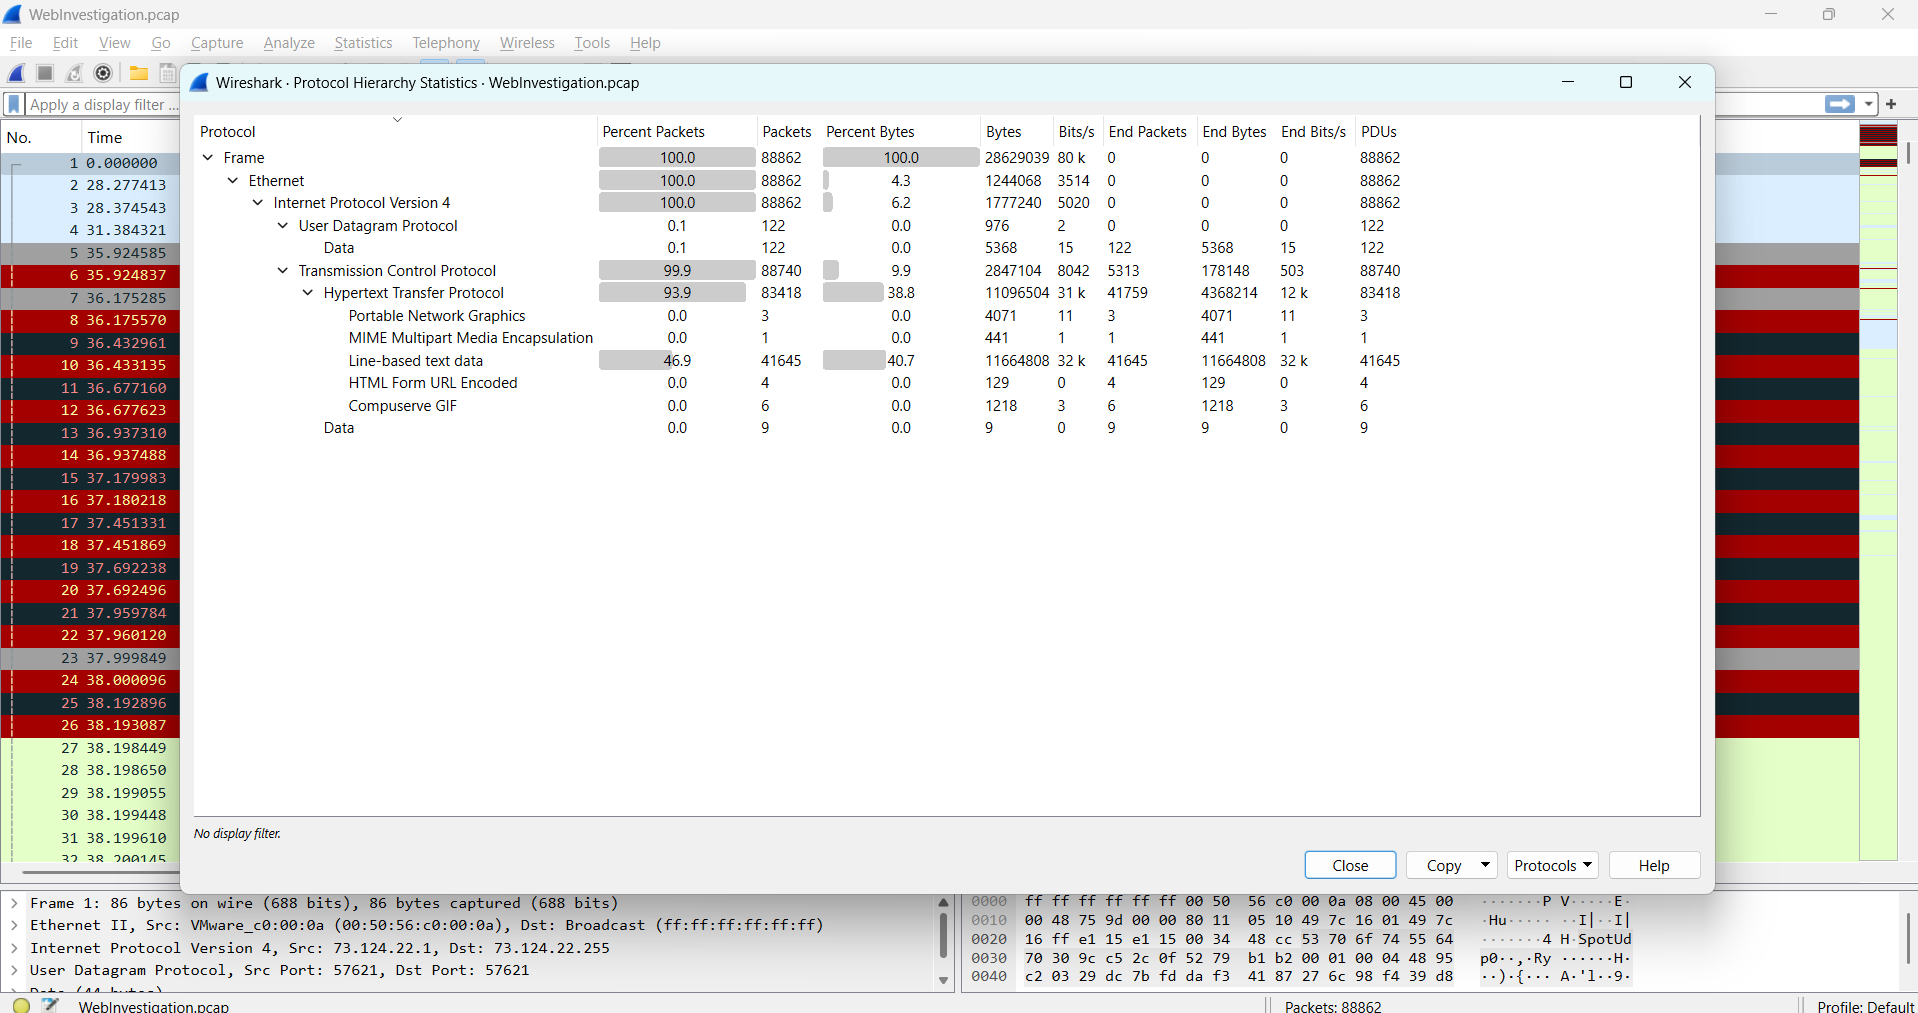 WebInvestigation.pcap
File Edit View Go Capture Analyze Statistics Telephony Wireless Tools Help
Wireshark · Protocol Hierarchy Statistics · WebInvestigation.pcap
Apply a display filter ...
No. Time
1 0.000000
2 28.277413
3 28.374543
4 31.384321
5 35.924585
6 35.924837
7 36.175285
8 36.175570
9 36.432961
10 36.433135
11 36.677160
12 36.677623
13 36.937310
14 36.937488
15 37.179983
16 37.180218
17 37.451331
18 37.451869
19 37.692238
20 37.692496
21 37.959784
22 37.960120
23 37.999849
24 38.000096
25 38.192896
26 38.193087
27 38.198449
28 38.198650
29 38.199055
30 38.199448
31 38.199610
32 38.200145
Protocol Percent Packets Packets Percent Bytes Bytes Bits/s End Packets End Bytes End Bits/s PDUs
Frame 100.0 88862 100.0 28629039 80 k 0 0 0 88862
Ethernet 100.0 88862 4.3 1244068 3514 0 0 0 88862
Internet Protocol Version 4 100.0 88862 6.2 1777240 5020 0 0 0 88862
User Datagram Protocol 0.1 122 0.0 976 2 0 0 0 122
Data 0.1 122 0.0 5368 15 122 5368 15 122
Transmission Control Protocol 99.9 88740 9.9 2847104 8042 5313 178148 503 88740
Hypertext Transfer Protocol 93.9 83418 38.8 11096504 31 k 41759 4368214 12 k 83418
Portable Network Graphics 0.0 3 0.0 4071 11 3 4071 11 3
MIME Multipart Media Encapsulation 0.0 1 0.0 441 1 1 441 1 1
Line-based text data 46.9 41645 40.7 11664808 32 k 41645 11664808 32 k 41645
HTML Form URL Encoded 0.0 4 0.0 129 0 4 129 0 4
Compuserve GIF 0.0 6 0.0 1218 3 6 1218 3 6
Data 0.0 9 0.0 9 0 9 9 0 9
No display filter.
Close Copy Protocols Help
Frame 1: 86 bytes on wire (688 bits), 86 bytes captured (688 bits)
Ethernet II, Src: VMware_c0:00:0a (00:50:56:c0:00:0a), Dst: Broadcast (ff:ff:ff:ff:ff:ff)
Internet Protocol Version 4, Src: 73.124.22.1, Dst: 73.124.22.255
User Datagram Protocol, Src Port: 57621, Dst Port: 57621
Data (44 bytes)
0000 ff ff ff ff ff ff 00 50 56 c0 00 0a 08 00 45 00 ·······P V·····E·
0010 00 48 75 9d 00 00 80 11 05 10 49 7c 16 01 49 7c ·Hu····· ··I|··I|
0020 16 ff e1 15 e1 15 00 34 48 cc 53 70 6f 74 55 64 ·······4 H·SpotUd
0030 70 30 9c c5 2c 0f 52 79 b1 b2 00 01 00 04 48 95 p0··,·Ry ······H·
0040 c2 03 29 dc 7b fd da f3 41 87 27 6c 98 f4 39 d8 ··)·{··· A·'l··9·
WebInvestigation.pcap
Packets: 88862
Profile: Default